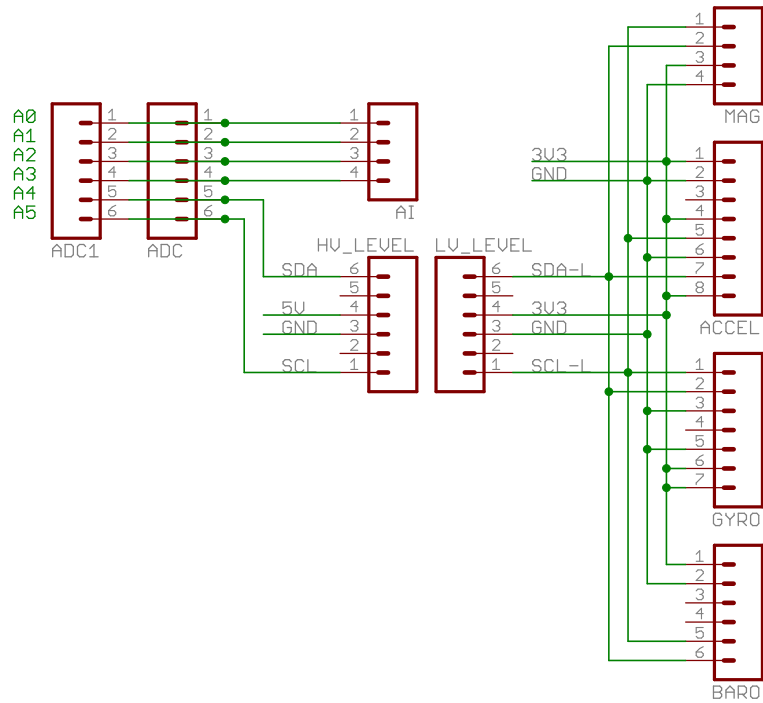 1
2
3
4
MAG
A0
A1
A2
A3
A4
A5
1
2
3
4
5
6
ADC1
1
2
3
4
5
6
ADC
1
2
3
4
AI
3V3
GND
1
2
3
4
5
6
7
8
ACCEL
HV_LEVEL
SDA
5V
GND
SCL
6
5
4
3
2
1
LV_LEVEL
6
5
4
3
2
1
SDA-L
3V3
GND
SCL-L
1
2
3
4
5
6
7
GYRO
1
2
3
4
5
6
BARO